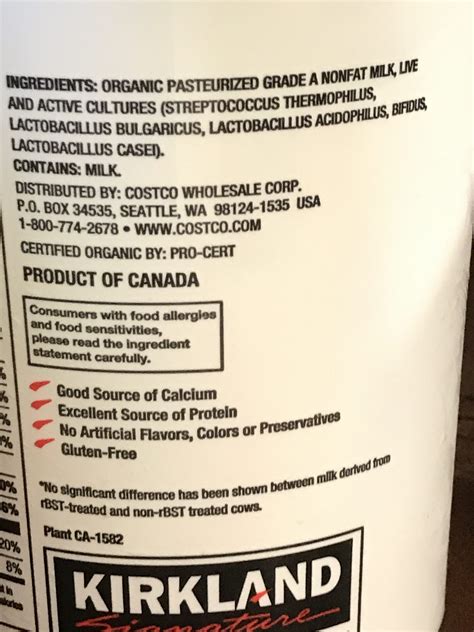 INGREDIENTS: ORGANIC PASTEURIZED GRADE A NONFAT MILK, LIVE
AND ACTIVE CULTURES (STREPTOCOCCUS THERMOPHILUS,
LACTOBACILLUS BULGARICUS, LACTOBACILLUS ACIDOPHILUS, BIFIDUS,
LACTOBACILLUS CASEI).
CONTAINS: MILK.
DISTRIBUTED BY: COSTCO WHOLESALE CORP.
P.O. BOX 34535, SEATTLE, WA 98124-1535 USA
1-800-774-2678 • WWW.COSTCO.COM
CERTIFIED ORGANIC BY: PRO-CERT
PRODUCT OF CANADA
Consumers with food allergies
and food sensitivities,
please read the ingredient
statement carefully.
Good Source of Calcium
Excellent Source of Protein
No Artificial Flavors, Colors or Preservatives
Gluten-Free
*No significant difference has been shown between milk derived from
rBST-treated and non-rBST treated cows.
Plant CA-1582
20%
8%
KIRKLAND
Signature